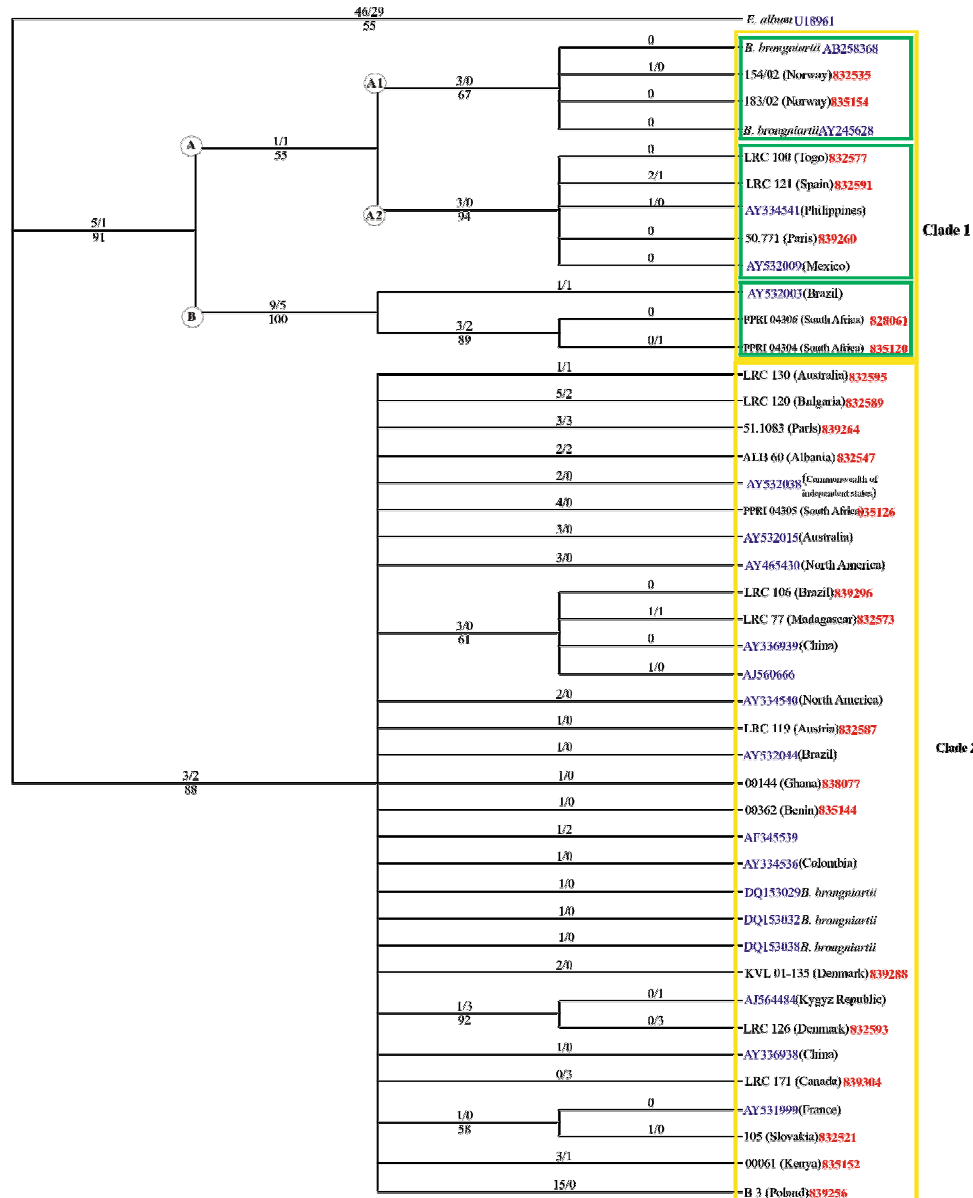 46/29
55
E. album U18961
0
B. brongniartii AB258368
1/0
154/02 (Norway)832535
A1
3/0
67
0
183/02 (Norway)835154
0
B. brongniartii AY245628
A
1/1
55
0
LRC 100 (Togo)832577
2/1
LRC 121 (Spain)832591
A2
3/0
94
1/0
AY334541(Philippines)
5/1
91
0
50.771 (Paris)839260
Clade 1
0
AY532009(Mexico)
1/1
AY532003(Brazil)
B
9/5
100
0
PPRI 04306 (South Africa) 828061
3/2
89
0/1
PPRI 04304 (South Africa) 835120
1/1
LRC 130 (Australia)832595
5/2
LRC 120 (Bulgaria)832589
3/3
51.1083 (Paris)839264
2/2
ALB 60 (Albania)832547
2/0
AY532038(Commonwealth of
independent states)
4/0
PPRI 04305 (South Africa)835126
3/0
AY532015(Australia)
3/0
AY465430(North America)
0
LRC 106 (Brazil)839296
1/1
LRC 77 (Madagascar)832573
3/0
61
0
AY336939(China)
1/0
AJ560666
2/0
AY334540(North America)
1/0
LRC 119 (Austria)832587
1/0
AY532044(Brazil)
Clade 2
3/2
88
1/0
00144 (Ghana)838077
1/0
00362 (Benin)835144
1/2
AF345539
1/0
AY334536(Colombia)
1/0
DQ153029B. brongniartii
1/0
DQ153032B. brongniartii
1/0
DQ153038B. brongniartii
2/0
KVL 01-135 (Denmark)839288
0/1
AJ564484(Kygyz Republic)
1/3
92
0/3
LRC 126 (Denmark)832593
1/0
AY336938(China)
0/3
LRC 171 (Canada)839304
0
AY531999(France)
1/0
58
1/0
105 (Slovakia)832521
3/1
00061 (Kenya)835152
15/0
B 3 (Poland)839256